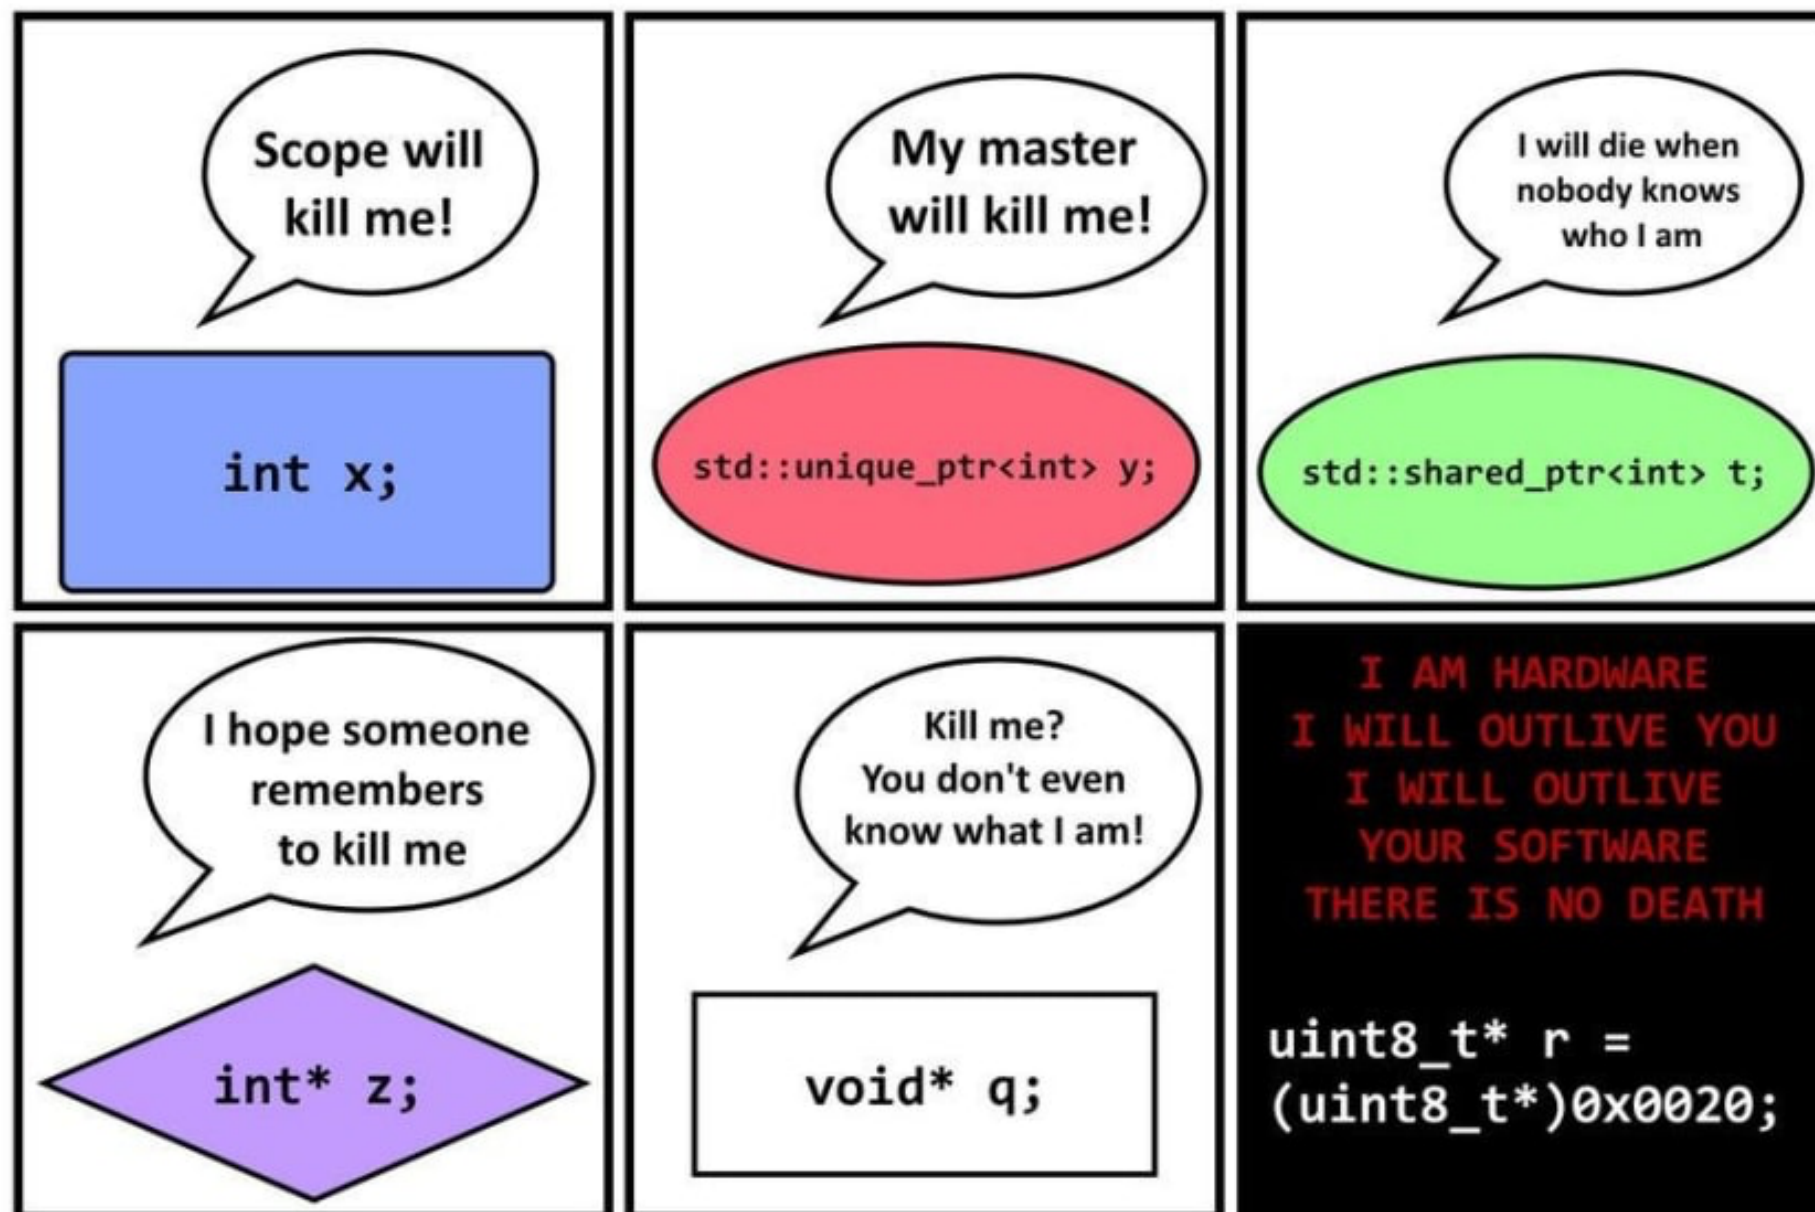 Scope will
kill me!
int x;
My master
will kill me!
std::unique_ptr<int> y;
I will die when
nobody knows
who I am
std::shared_ptr<int> t;
I hope someone
remembers
to kill me
int* z;
Kill me?
You don't even
know what I am!
void* q;
I AM HARDWARE
I WILL OUTLIVE YOU
I WILL OUTLIVE
YOUR SOFTWARE
THERE IS NO DEATH
uint8_t* r =
(uint8_t*)0x0020;